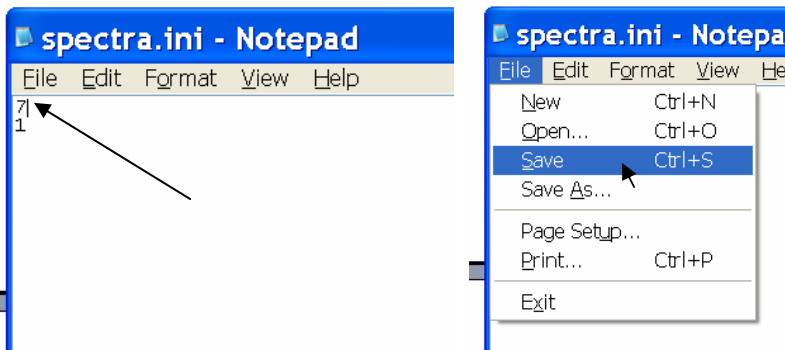 spectra.ini - Notepad
File Edit Format View Help
7
1
spectra.ini - Notepa
File Edit Format View He
New Ctrl+N
Open... Ctrl+O
Save Ctrl+S
Save As...
Page Setup...
Print... Ctrl+P
Exit